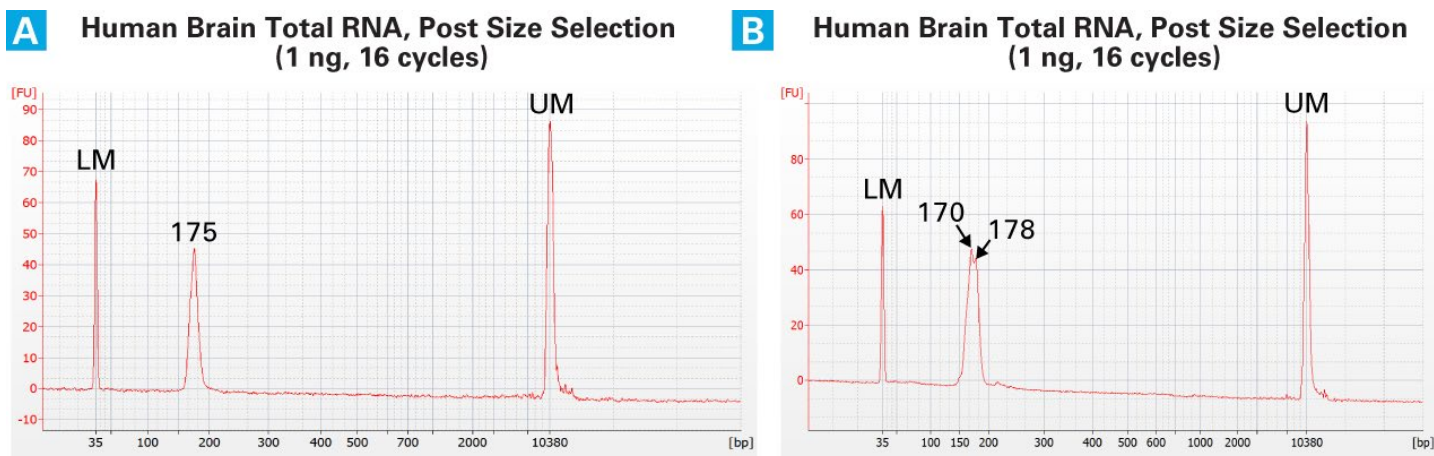 A
Human Brain Total RNA, Post Size Selection
(1 ng, 16 cycles)
[FU]
90
80
70
60
50
40
30
20
10
0
-10
LM
175
UM
35 100 200 300 400 500 700 2000 10380 [bp]
B
Human Brain Total RNA, Post Size Selection
(1 ng, 16 cycles)
[FU]
80
60
40
20
0
LM
170
178
UM
35 100 150 200 300 400 500 600 1000 2000 10380 [bp]